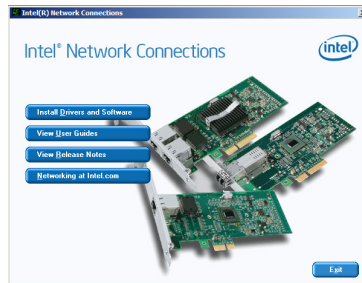 Intel(R) Network Connections
Intel® Network Connections
intel
Install Drivers and Software
View User Guides
View Release Notes
Networking at Intel.com
Exit